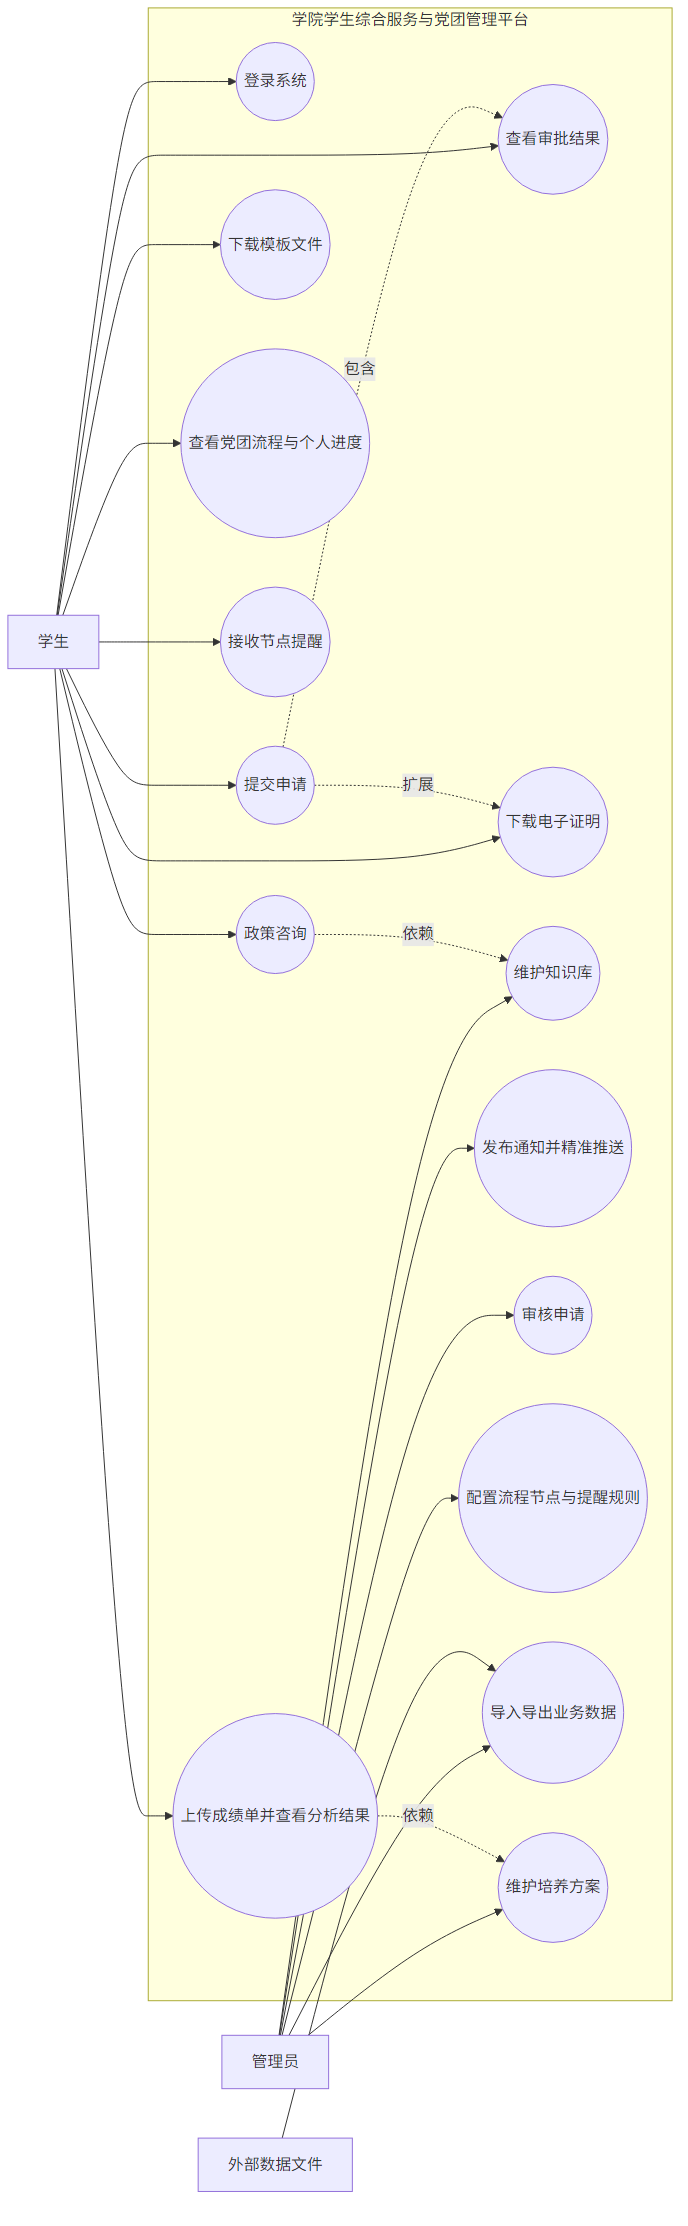 学院学生综合服务与党团管理平台
登录系统
查看审批结果
下载模板文件
包含
查看党团流程与个人进度
学生
接收节点提醒
提交申请
扩展
下载电子证明
政策咨询
依赖
维护知识库
发布通知并精准推送
审核申请
配置流程节点与提醒规则
导入导出业务数据
上传成绩单并查看分析结果
依赖
维护培养方案
管理员
外部数据文件